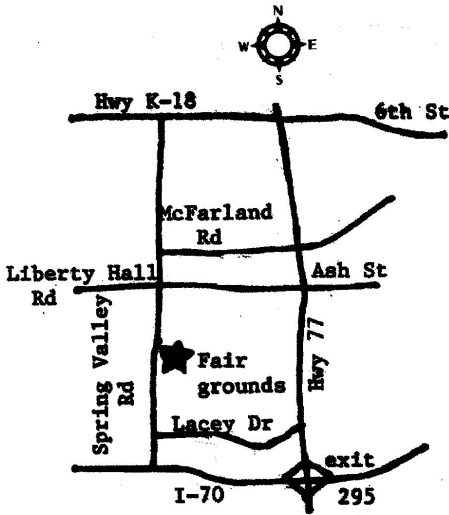 N
W E
S
Hwy K-18
6th St
McFarland
Rd
Liberty Hall
Rd
Ash St
Spring Valley
Rd
Hwy 77
Fair
grounds
Lacey Dr
exit
295
I-70